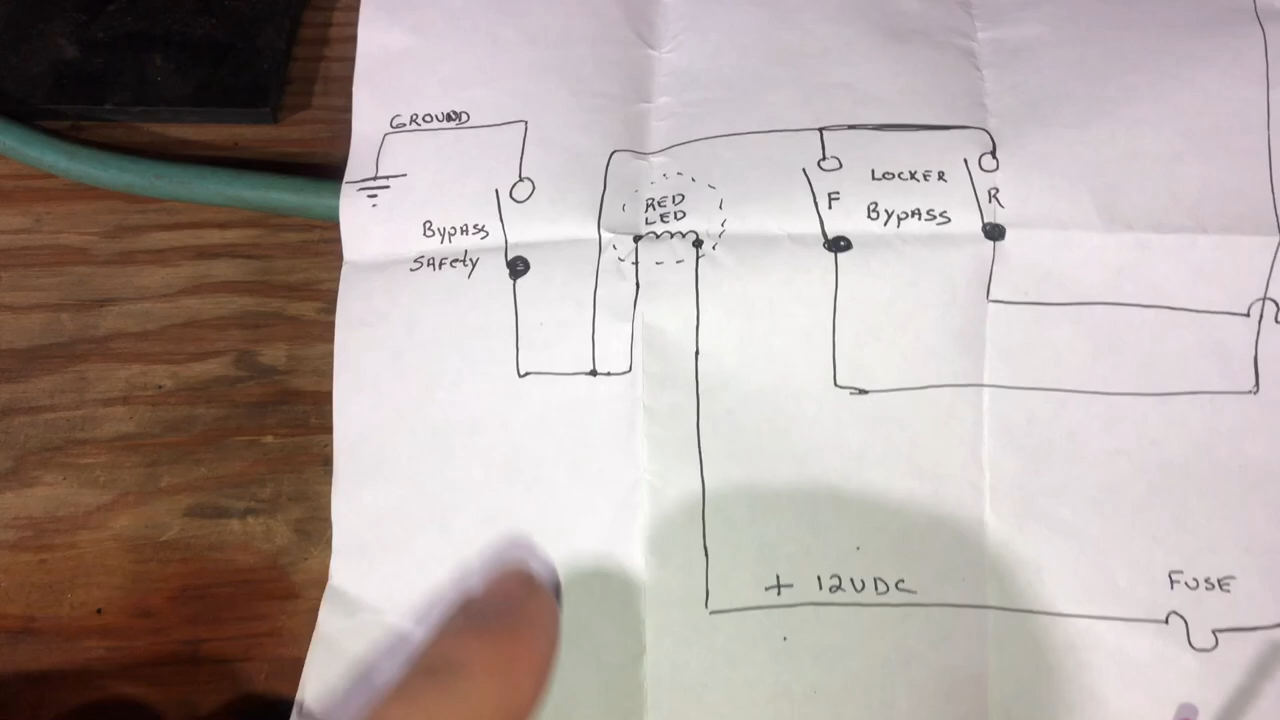 GROUND
BYPASS
SAFety
RED
LED
F
LOCKER
BYPASS
R
+ 12VDC
FUSE